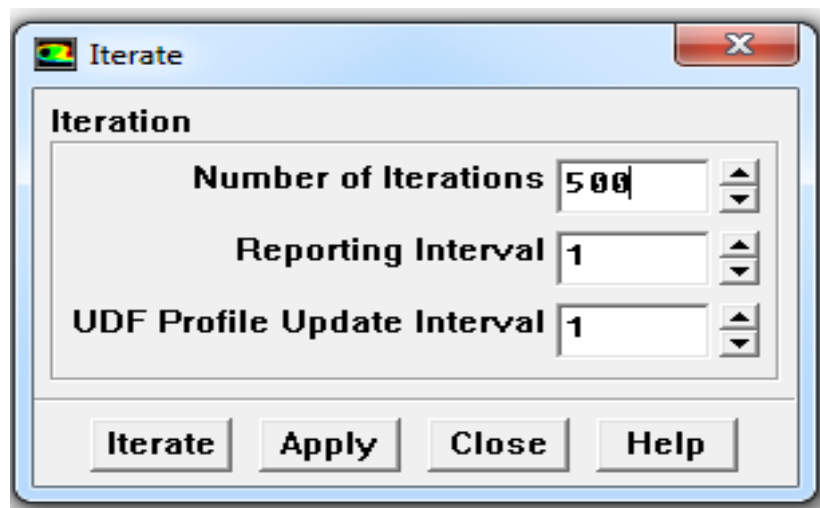 Iterate
Iteration
Number of Iterations 500
Reporting Interval 1
UDF Profile Update Interval 1
Iterate Apply Close Help